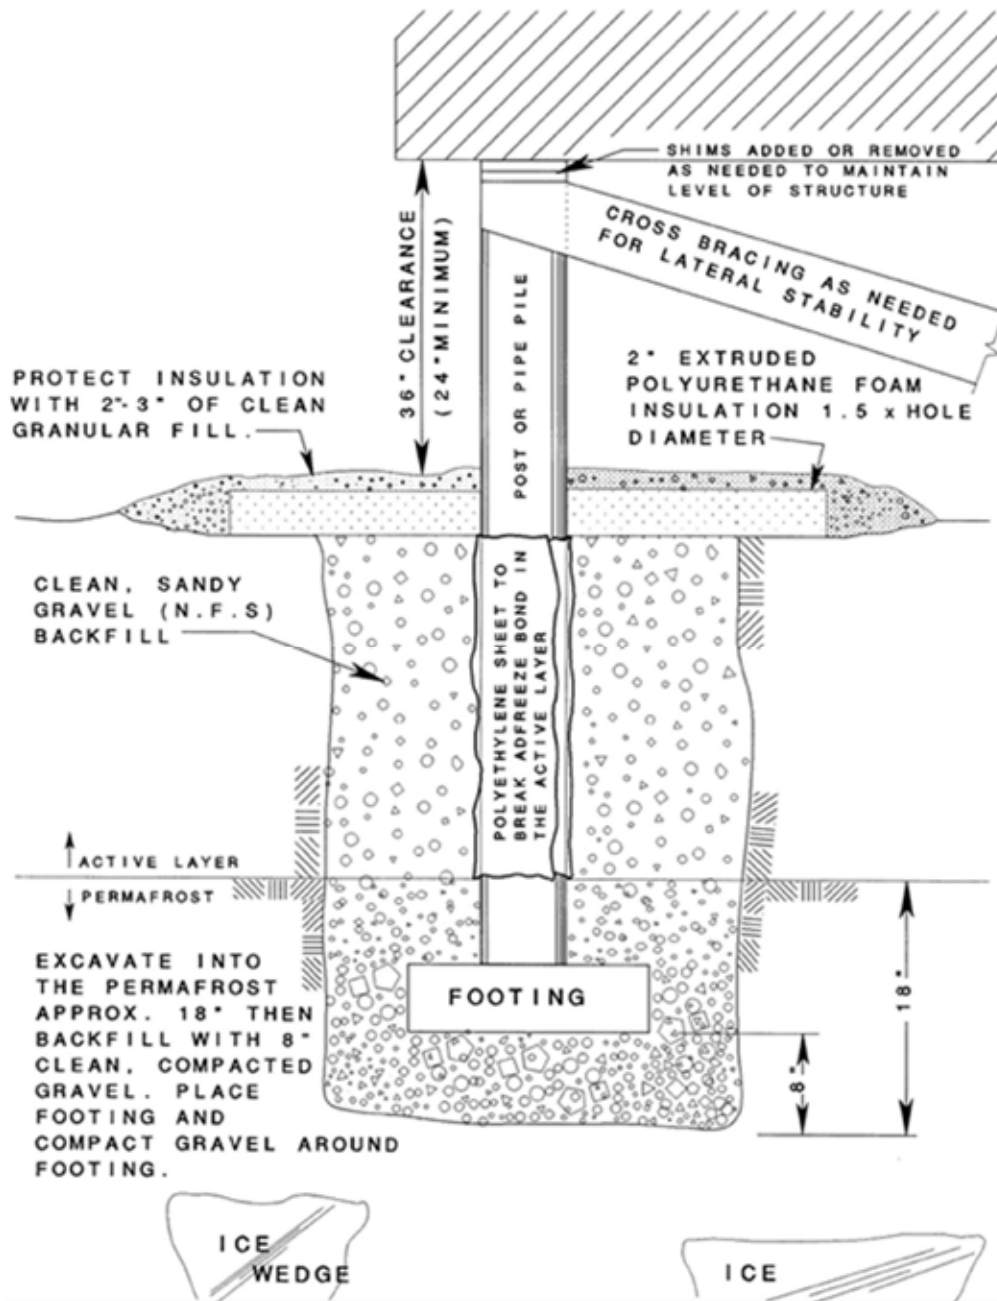 SHIMS ADDED OR REMOVED
AS NEEDED TO MAINTAIN
LEVEL OF STRUCTURE
CROSS BRACING AS NEEDED
FOR LATERAL STABILITY
36" CLEARANCE
(24"MINIMUM)
POST OR PIPE PILE
2" EXTRUDED
POLYURETHANE FOAM
INSULATION 1.5 x HOLE
DIAMETER
PROTECT INSULATION
WITH 2"-3" OF CLEAN
GRANULAR FILL.
CLEAN, SANDY
GRAVEL (N.F.S)
BACKFILL
POLYETHYLENE SHEET TO
BREAK ADFREEZE BOND IN
THE ACTIVE LAYER
ACTIVE LAYER
PERMAFROST
EXCAVATE INTO
THE PERMAFROST
APPROX. 18" THEN
BACKFILL WITH 8"
CLEAN, COMPACTED
GRAVEL. PLACE
FOOTING AND
COMPACT GRAVEL AROUND
FOOTING.
FOOTING
18"
8"
ICE
WEDGE
ICE